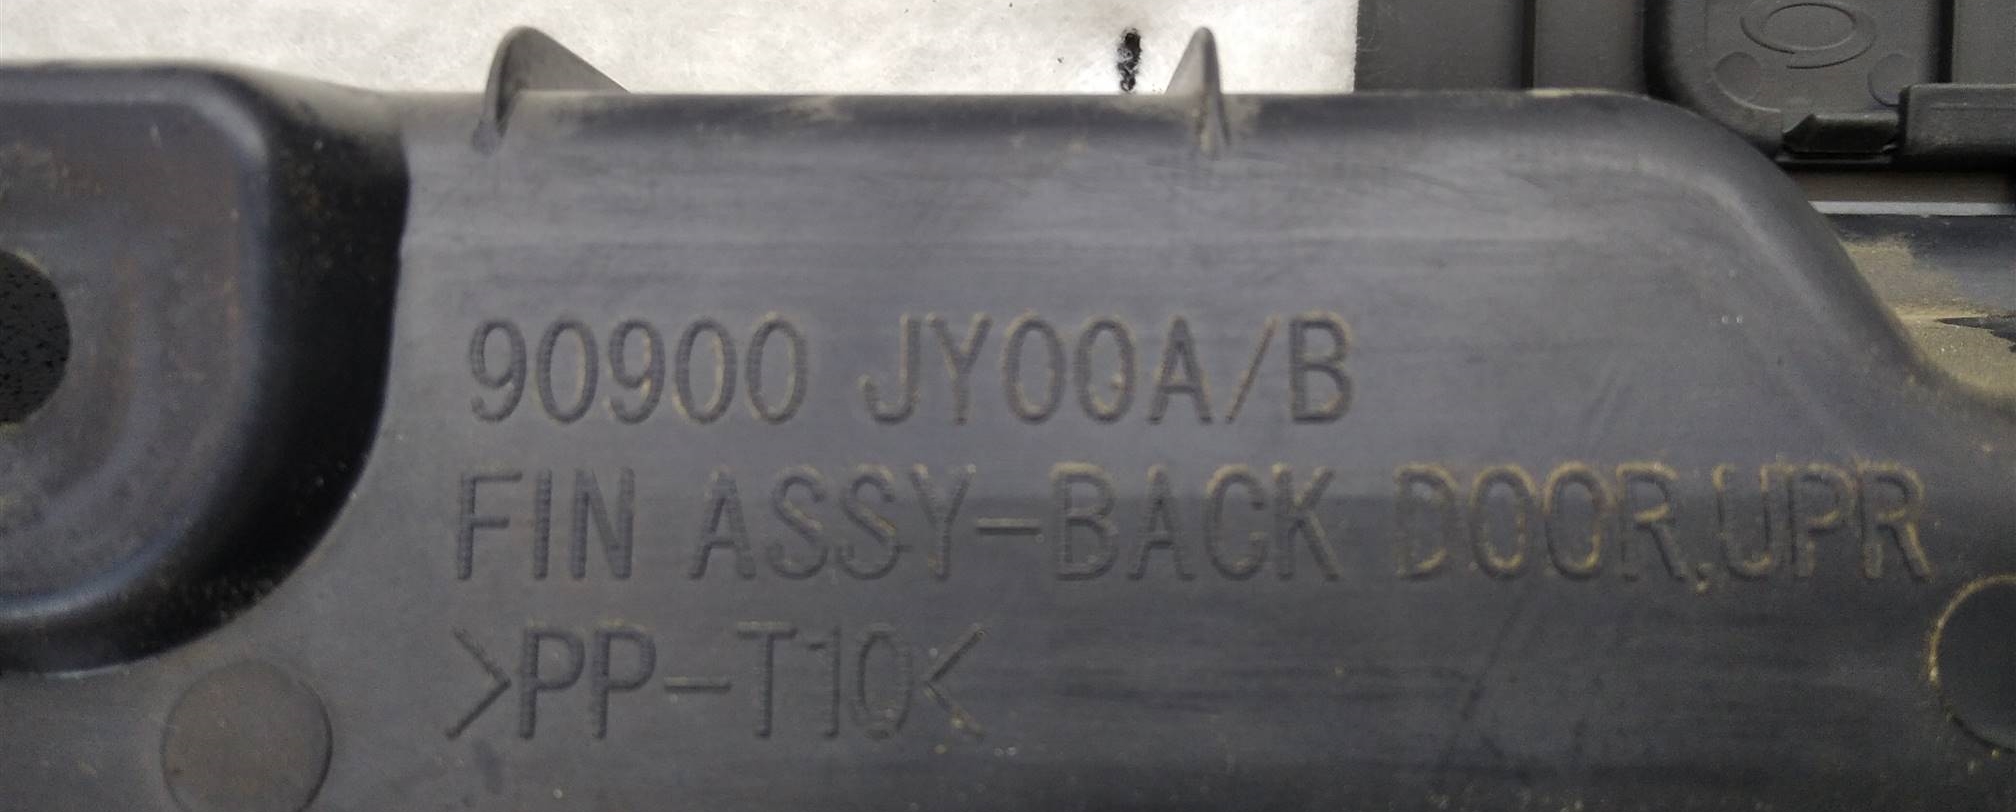 90900 JY00A/B
FIN ASSY-BACK DOOR,UPR
>PP-T10<